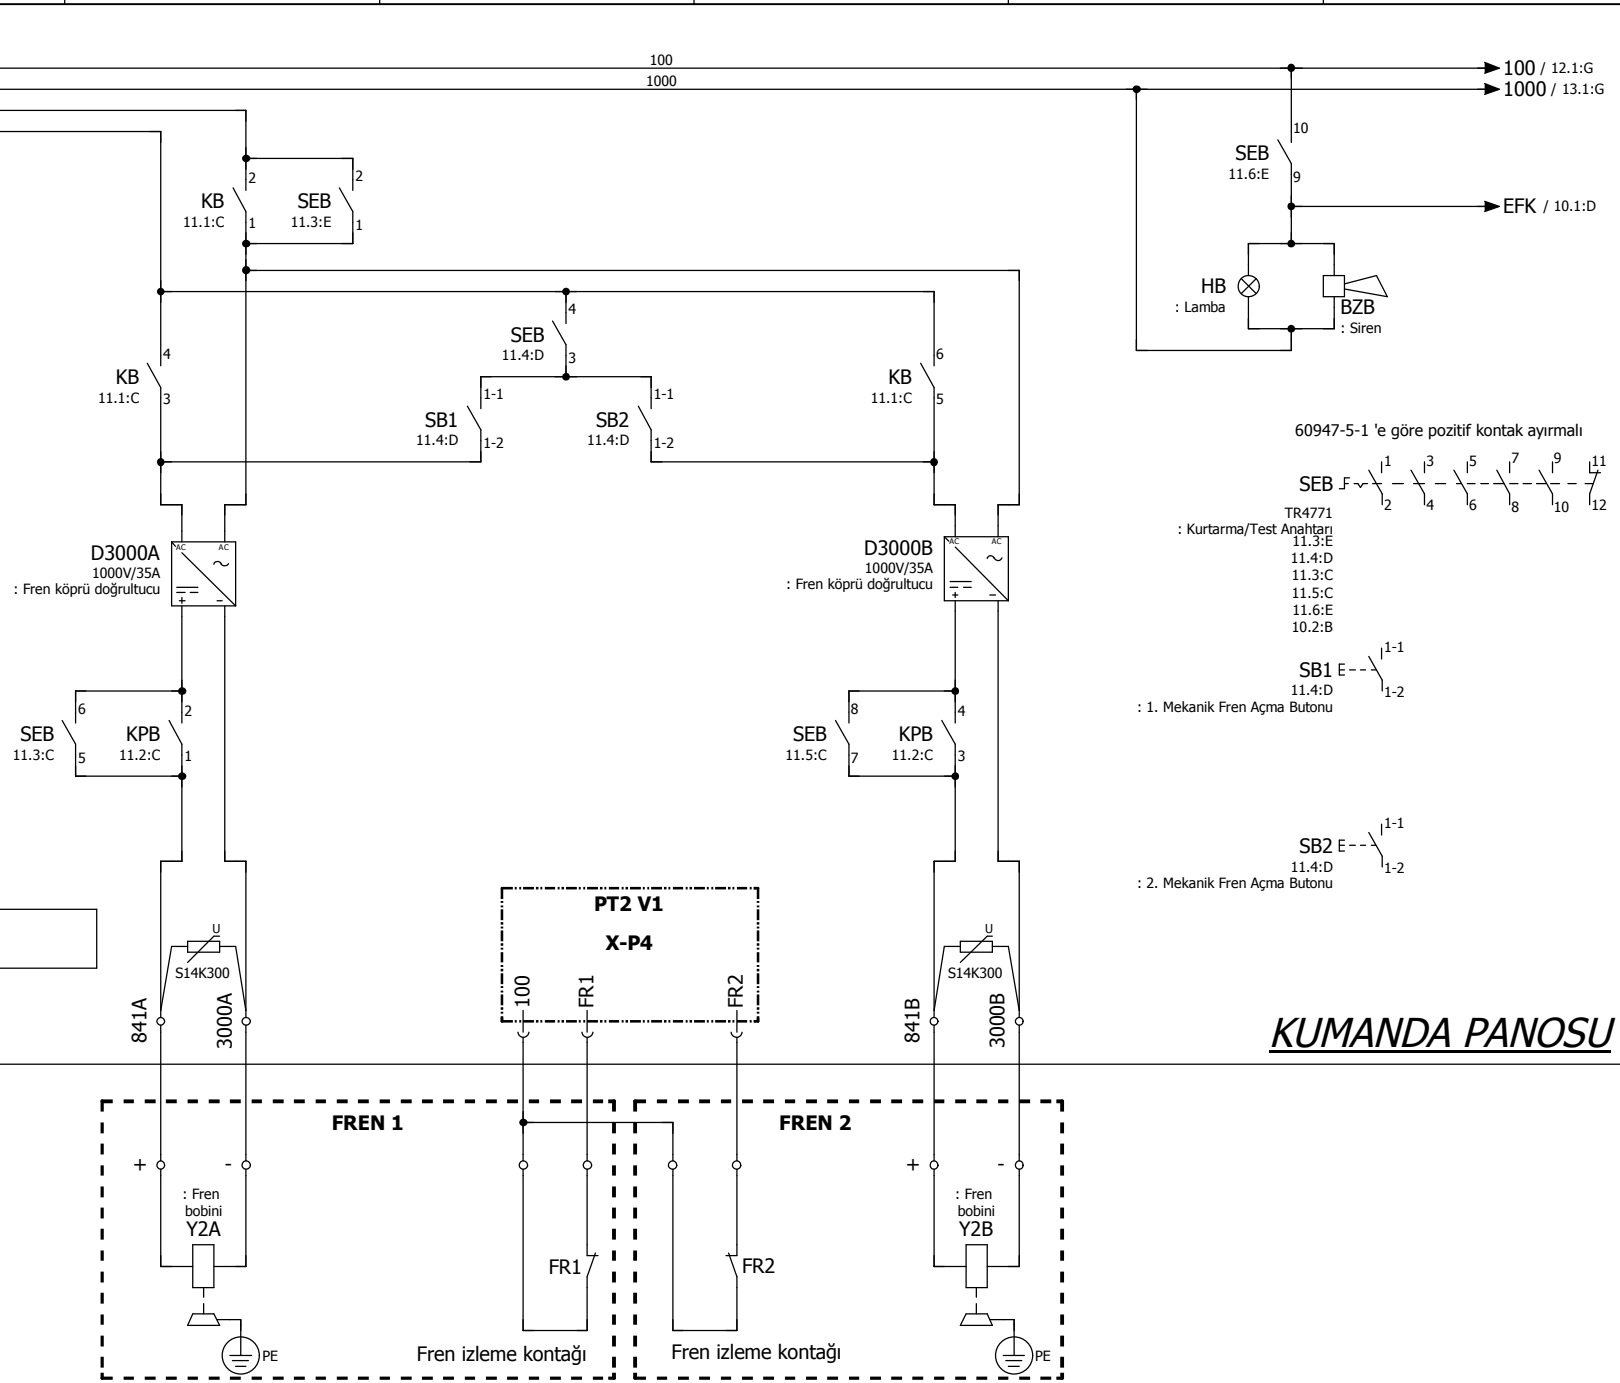 100
1000
100 / 12.1:G
1000 / 13.1:G
10
SEB
11.6:E
9
EFK / 10.1:D
2
KB
11.1:C
1
2
SEB
11.3:E
1
HB
: Lamba
BZB
: Siren
4
SEB
11.4:D
3
4
KB
11.1:C
3
1-1
SB1
11.4:D
1-2
1-1
SB2
11.4:D
1-2
6
KB
11.1:C
5
60947-5-1 'e göre pozitif kontak ayırmalı
1 3 5 7 9 11
SEB
2 4 6 8 10 12
TR4771
: Kurtarma/Test Anahtarı
11.3:E
11.4:D
11.3:C
11.5:C
11.6:E
10.2:B
AC AC
D3000A
1000V/35A
: Fren köprü doğrultucu
+ -
AC AC
D3000B
1000V/35A
: Fren köprü doğrultucu
+ -
1-1
SB1 E
11.4:D
1-2
: 1. Mekanik Fren Açma Butonu
6
SEB
11.3:C
5
2
KPB
11.2:C
1
8
SEB
11.5:C
7
4
KPB
11.2:C
3
1-1
SB2 E
11.4:D
1-2
: 2. Mekanik Fren Açma Butonu
PT2 V1
X-P4
100
FR1
FR2
U
S14K300
841A
3000A
U
S14K300
841B
3000B
KUMANDA PANOSU
FREN 1
FREN 2
+ -
: Fren
bobini
Y2A
PE
FR1
Fren izleme kontağı
FR2
Fren izleme kontağı
+ -
: Fren
bobini
Y2B
PE